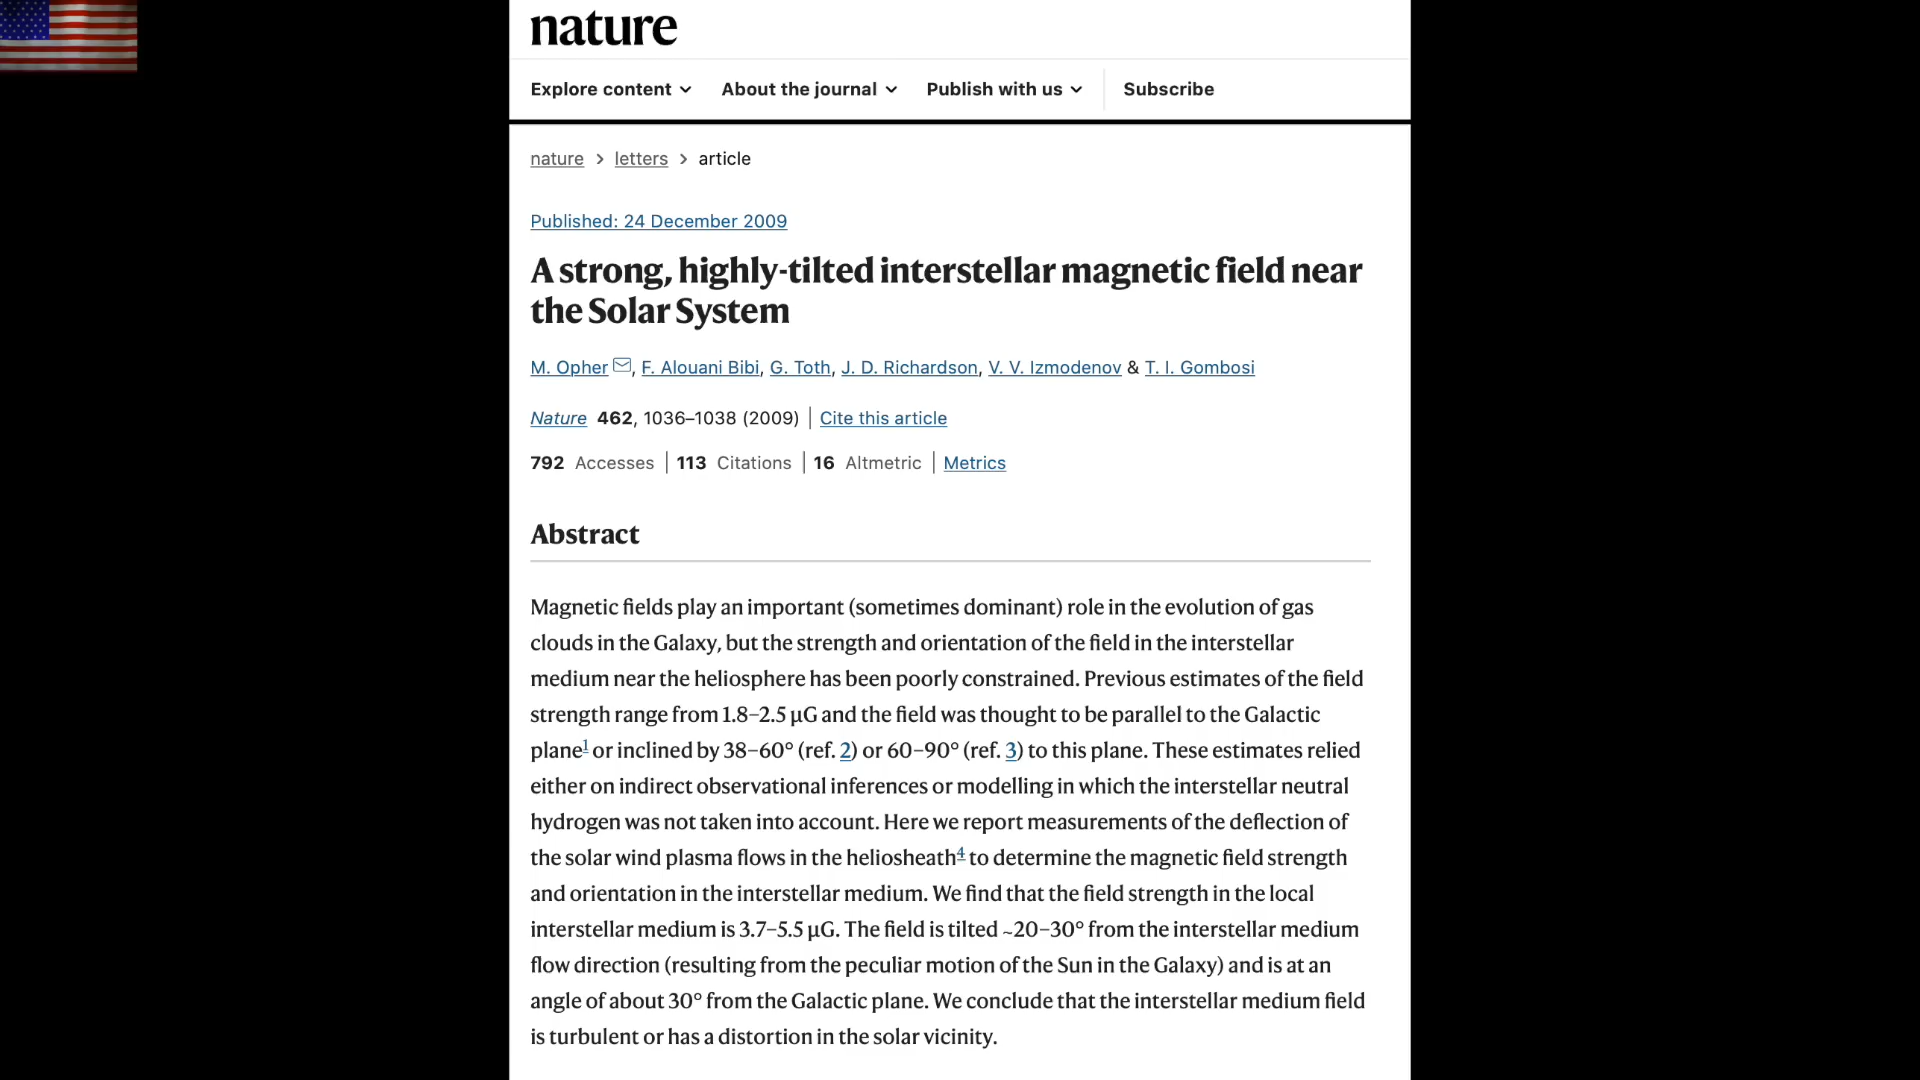 nature
Explore content About the journal Publish with us Subscribe
nature > letters > article
Published: 24 December 2009
A strong, highly-tilted interstellar magnetic field near
the Solar System
M. Opher, F. Alouani Bibi, G. Toth, J. D. Richardson, V. V. Izmodenov & T. I. Gombosi
Nature 462, 1036–1038 (2009) | Cite this article
792 Accesses | 113 Citations | 16 Altmetric | Metrics
Abstract
Magnetic fields play an important (sometimes dominant) role in the evolution of gas
clouds in the Galaxy, but the strength and orientation of the field in the interstellar
medium near the heliosphere has been poorly constrained. Previous estimates of the field
strength range from 1.8–2.5 μG and the field was thought to be parallel to the Galactic
plane1 or inclined by 38–60° (ref. 2) or 60–90° (ref. 3) to this plane. These estimates relied
either on indirect observational inferences or modelling in which the interstellar neutral
hydrogen was not taken into account. Here we report measurements of the deflection of
the solar wind plasma flows in the heliosheath4 to determine the magnetic field strength
and orientation in the interstellar medium. We find that the field strength in the local
interstellar medium is 3.7–5.5 μG. The field is tilted ~20–30° from the interstellar medium
flow direction (resulting from the peculiar motion of the Sun in the Galaxy) and is at an
angle of about 30° from the Galactic plane. We conclude that the interstellar medium field
is turbulent or has a distortion in the solar vicinity.